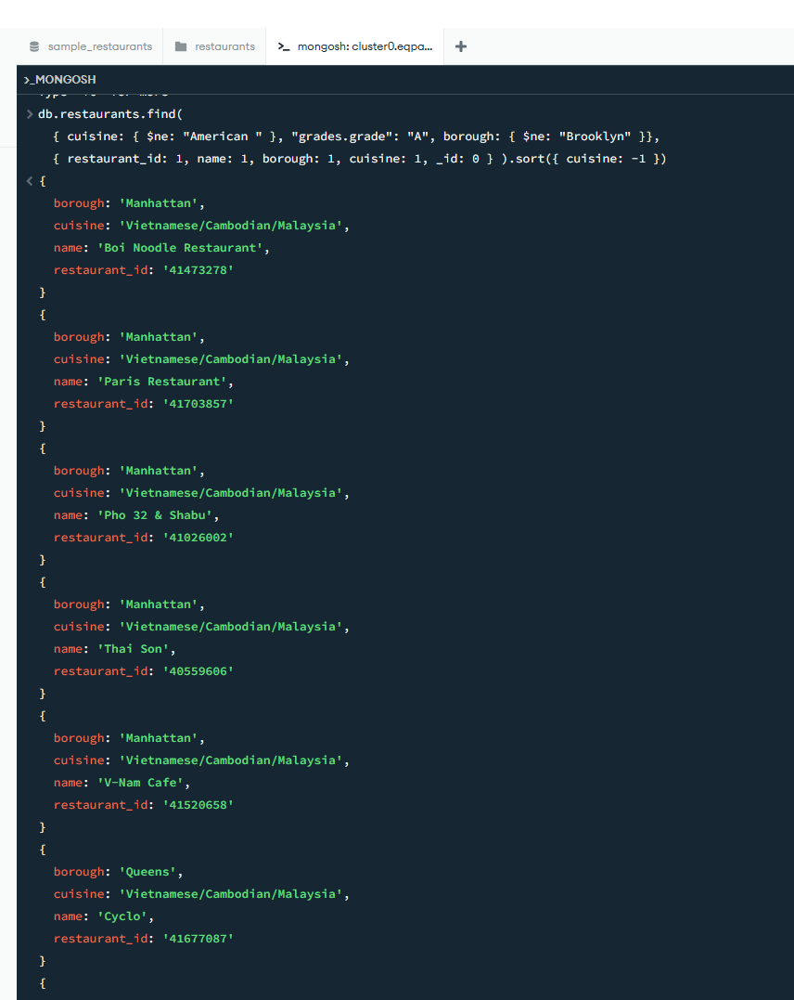 sample_restaurants
restaurants
mongosh: cluster0.eqpa...
>_MONGOSH
db.restaurants.find(
{ cuisine: { $ne: "American " }, "grades.grade": "A", borough: { $ne: "Brooklyn" }},
{ restaurant_id: 1, name: 1, borough: 1, cuisine: 1, _id: 0 } ).sort({ cuisine: -1 })
{
borough: 'Manhattan',
cuisine: 'Vietnamese/Cambodian/Malaysia',
name: 'Boi Noodle Restaurant',
restaurant_id: '41473278'
}
{
borough: 'Manhattan',
cuisine: 'Vietnamese/Cambodian/Malaysia',
name: 'Paris Restaurant',
restaurant_id: '41703857'
}
{
borough: 'Manhattan',
cuisine: 'Vietnamese/Cambodian/Malaysia',
name: 'Pho 32 & Shabu',
restaurant_id: '41026002'
}
{
borough: 'Manhattan',
cuisine: 'Vietnamese/Cambodian/Malaysia',
name: 'Thai Son',
restaurant_id: '40559606'
}
{
borough: 'Manhattan',
cuisine: 'Vietnamese/Cambodian/Malaysia',
name: 'V-Nam Cafe',
restaurant_id: '41520658'
}
{
borough: 'Queens',
cuisine: 'Vietnamese/Cambodian/Malaysia',
name: 'Cyclo',
restaurant_id: '41677087'
}
{